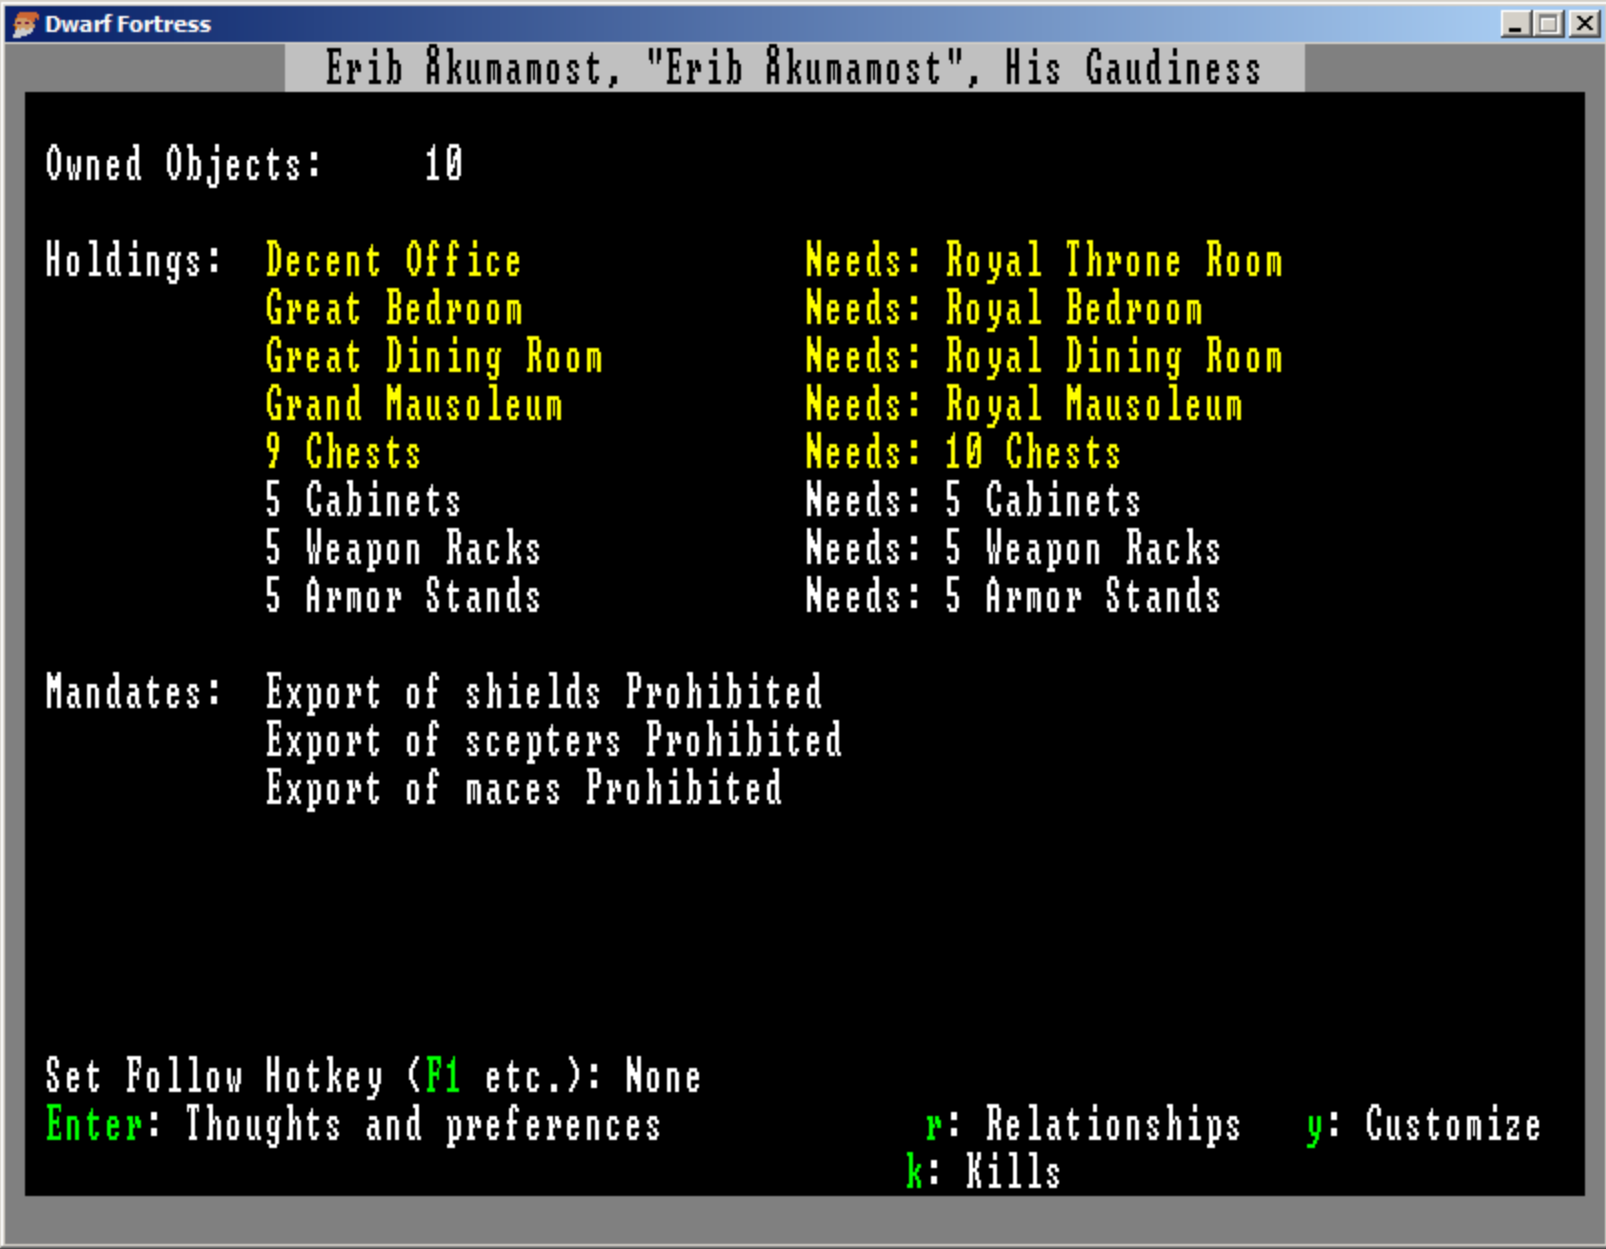 Dwarf Fortress
Erib Åkumamost, "Erib Åkumamost", His Gaudiness
Owned Objects: 10
Holdings: Decent Office Needs: Royal Throne Room
Great Bedroom Needs: Royal Bedroom
Great Dining Room Needs: Royal Dining Room
Grand Mausoleum Needs: Royal Mausoleum
9 Chests Needs: 10 Chests
5 Cabinets Needs: 5 Cabinets
5 Weapon Racks Needs: 5 Weapon Racks
5 Armor Stands Needs: 5 Armor Stands
Mandates: Export of shields Prohibited
Export of scepters Prohibited
Export of maces Prohibited
Set Follow Hotkey (F1 etc.): None
Enter: Thoughts and preferences r: Relationships y: Customize
k: Kills